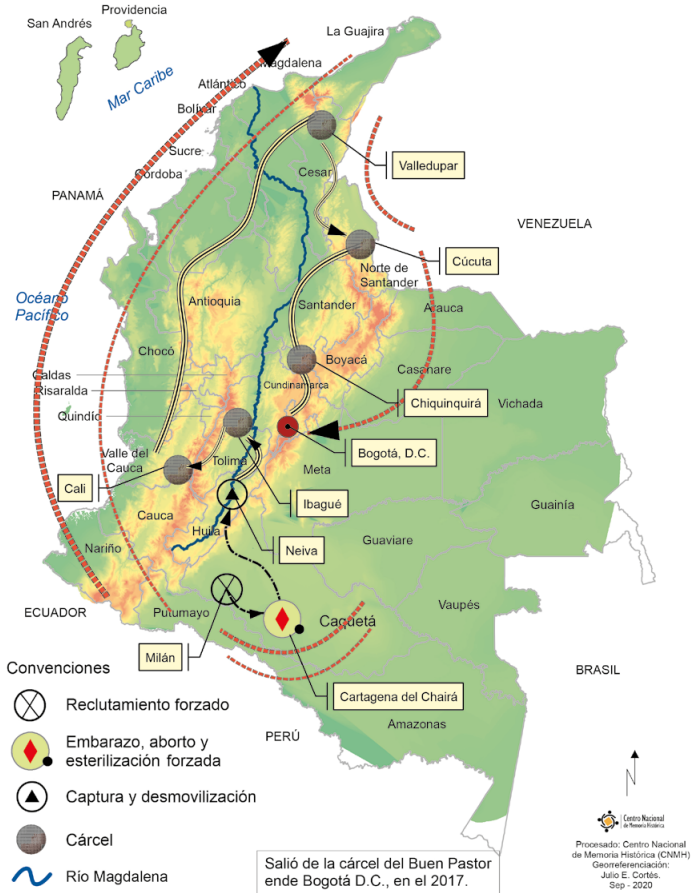 Providencia
San Andrés
La Guajira
Magdalena
Mar Caribe
Atlántico
Bolívar
Sucre
Córdoba
Cesar
Valledupar
PANAMÁ
VENEZUELA
Cúcuta
Norte de
Santander
Océano
Pacífico
Antioquia
Santander
Arauca
Chocó
Boyacá
Casanare
Caldas
Cundinamarca
Risaralda
Chiquinquirá
Vichada
Quindío
Bogotá, D.C.
Valle del
Cauca
Tolima
Meta
Cali
Ibagué
Guainía
Cauca
Huila
Neiva
Guaviare
Nariño
ECUADOR
Putumayo
Caquetá
Vaupés
Milán
Cartagena del Chairá
BRASIL
Amazonas
PERÚ
Convenciones
Reclutamiento forzado
Embarazo, aborto y
esterilización forzada
Captura y desmovilización
Cárcel
Río Magdalena
Salió de la cárcel del Buen Pastor
ende Bogotá D.C., en el 2017.
N
Centro Nacional
de Memoria Histórica
Procesado: Centro Nacional
de Memoria Histórica (CNMH)
Georreferenciación:
Julio E. Cortés.
Sep - 2020